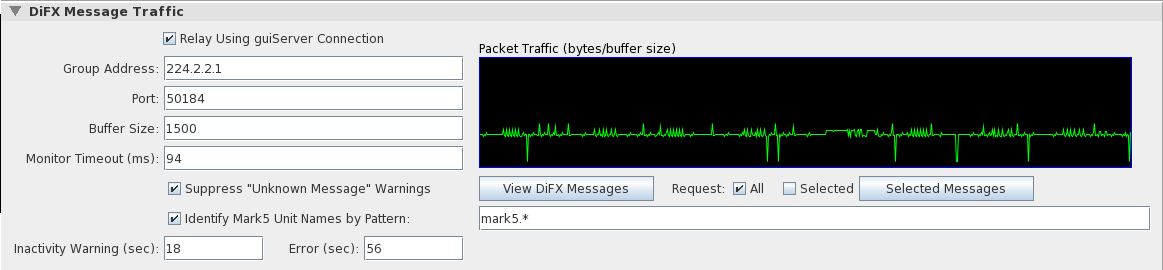 DiFX Message Traffic
Relay Using guiServer Connection
Group Address: 224.2.2.1
Port: 50184
Buffer Size: 1500
Monitor Timeout (ms): 94
Suppress "Unknown Message" Warnings
Identify Mark5 Unit Names by Pattern:
Inactivity Warning (sec): 18 Error (sec): 56
Packet Traffic (bytes/buffer size)
View DiFX Messages Request: All Selected Selected Messages
mark5.*